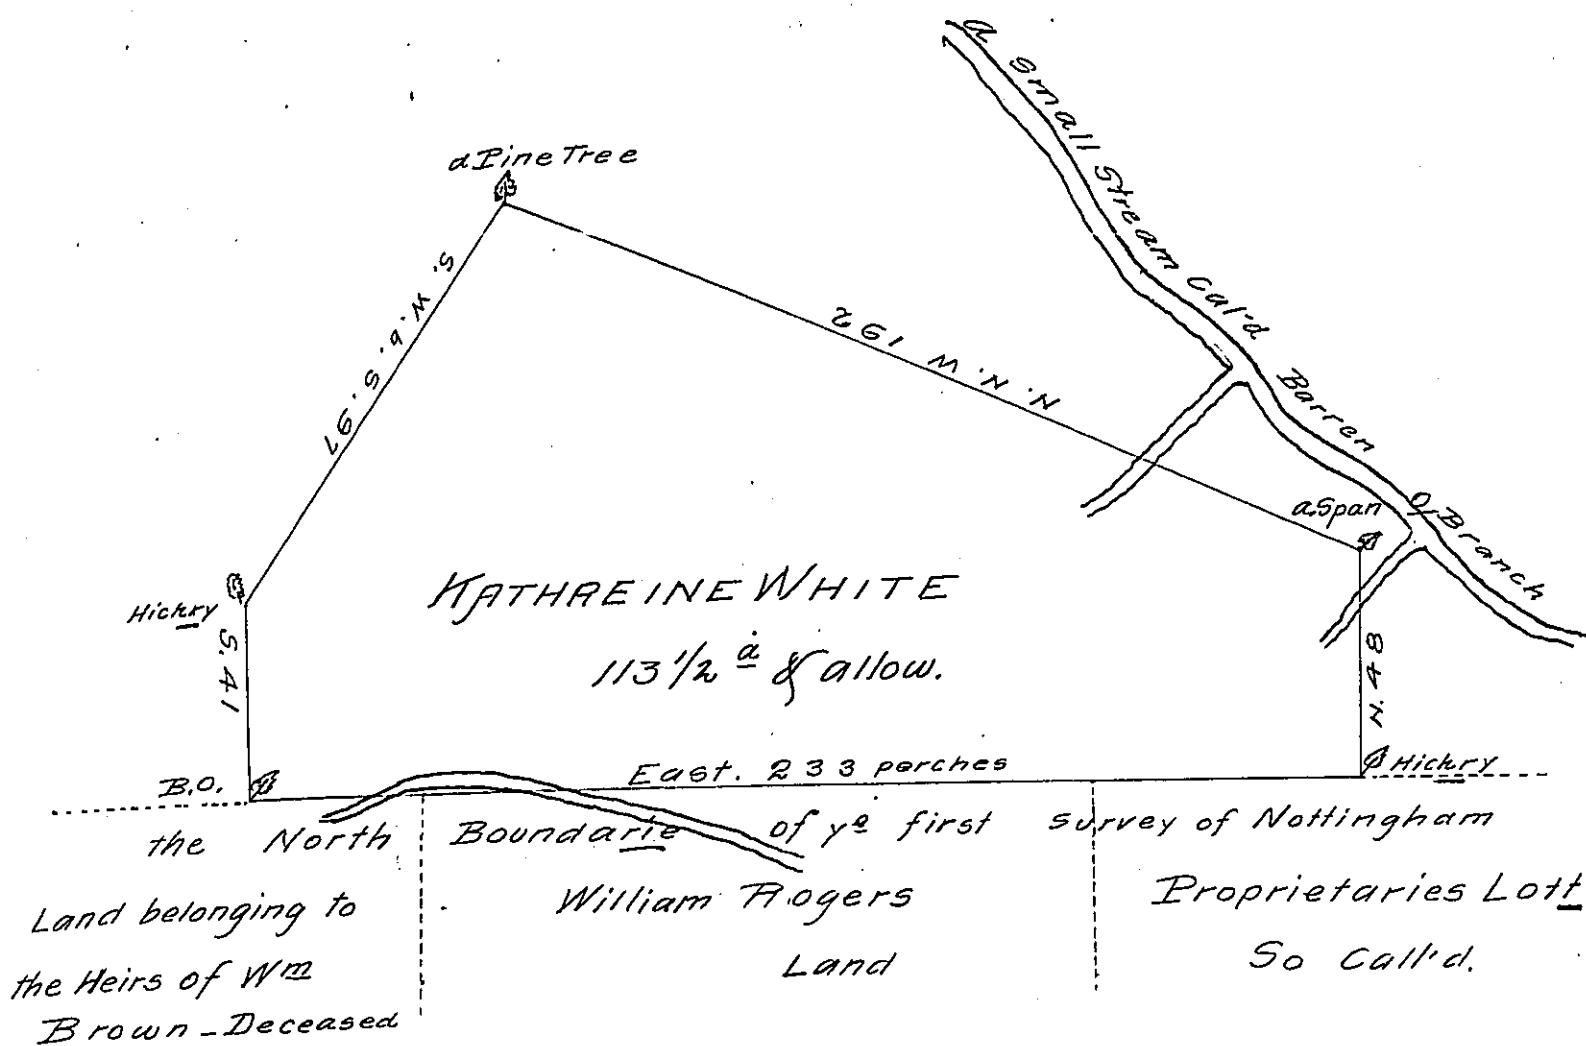 a Small Stream Cal'd Barren or Branch
a Pine Tree
S. W. b. S. 97
N. N. W 192
a Span
Hickry
S. 41
KATHREINE WHITE
113 1/2 a & allow.
N. 48
B.O.
East. 233 perches
Hickry
the North Boundarie of ye first survey of Nottingham
Land belonging to
the Heirs of Wm
Brown - Deceased
William Rogers
Land
Proprietaries Lott
So Call'd.